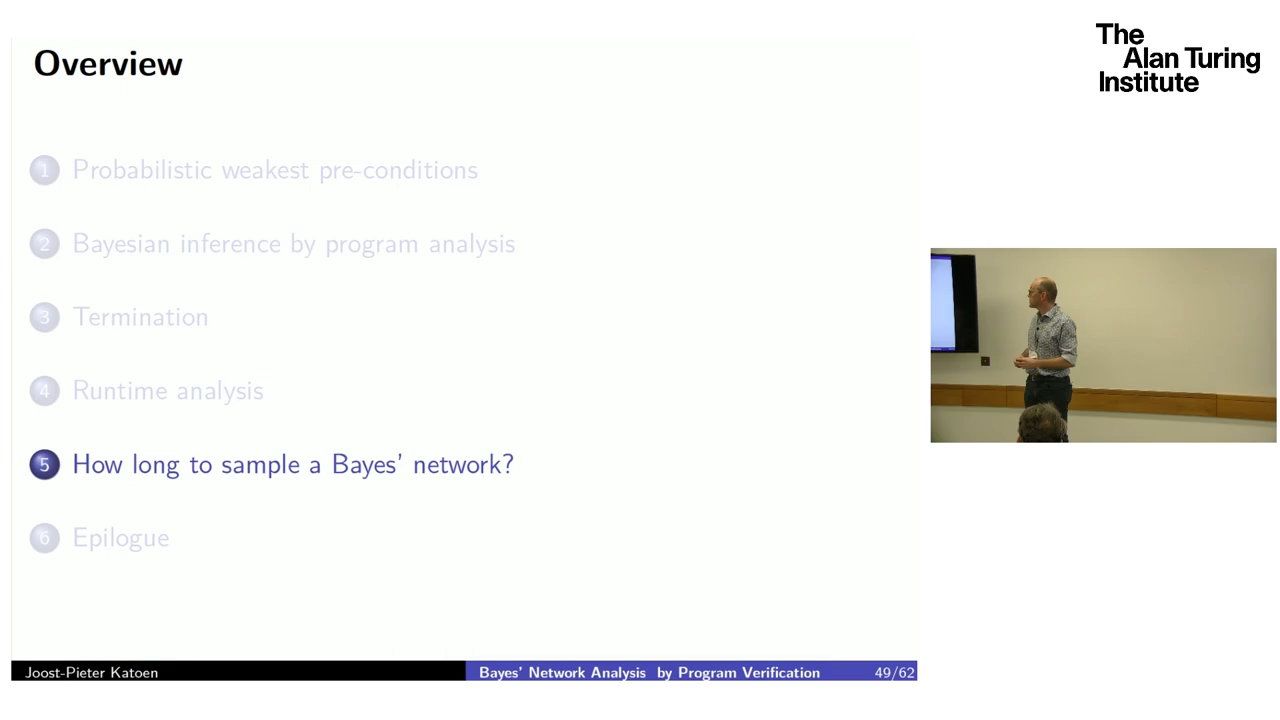 Overview
1 Probabilistic weakest pre-conditions
2 Bayesian inference by program analysis
3 Termination
4 Runtime analysis
5 How long to sample a Bayes' network?
6 Epilogue
Joost-Pieter Katoen
Bayes' Network Analysis by Program Verification
49/62
The
Alan Turing
Institute